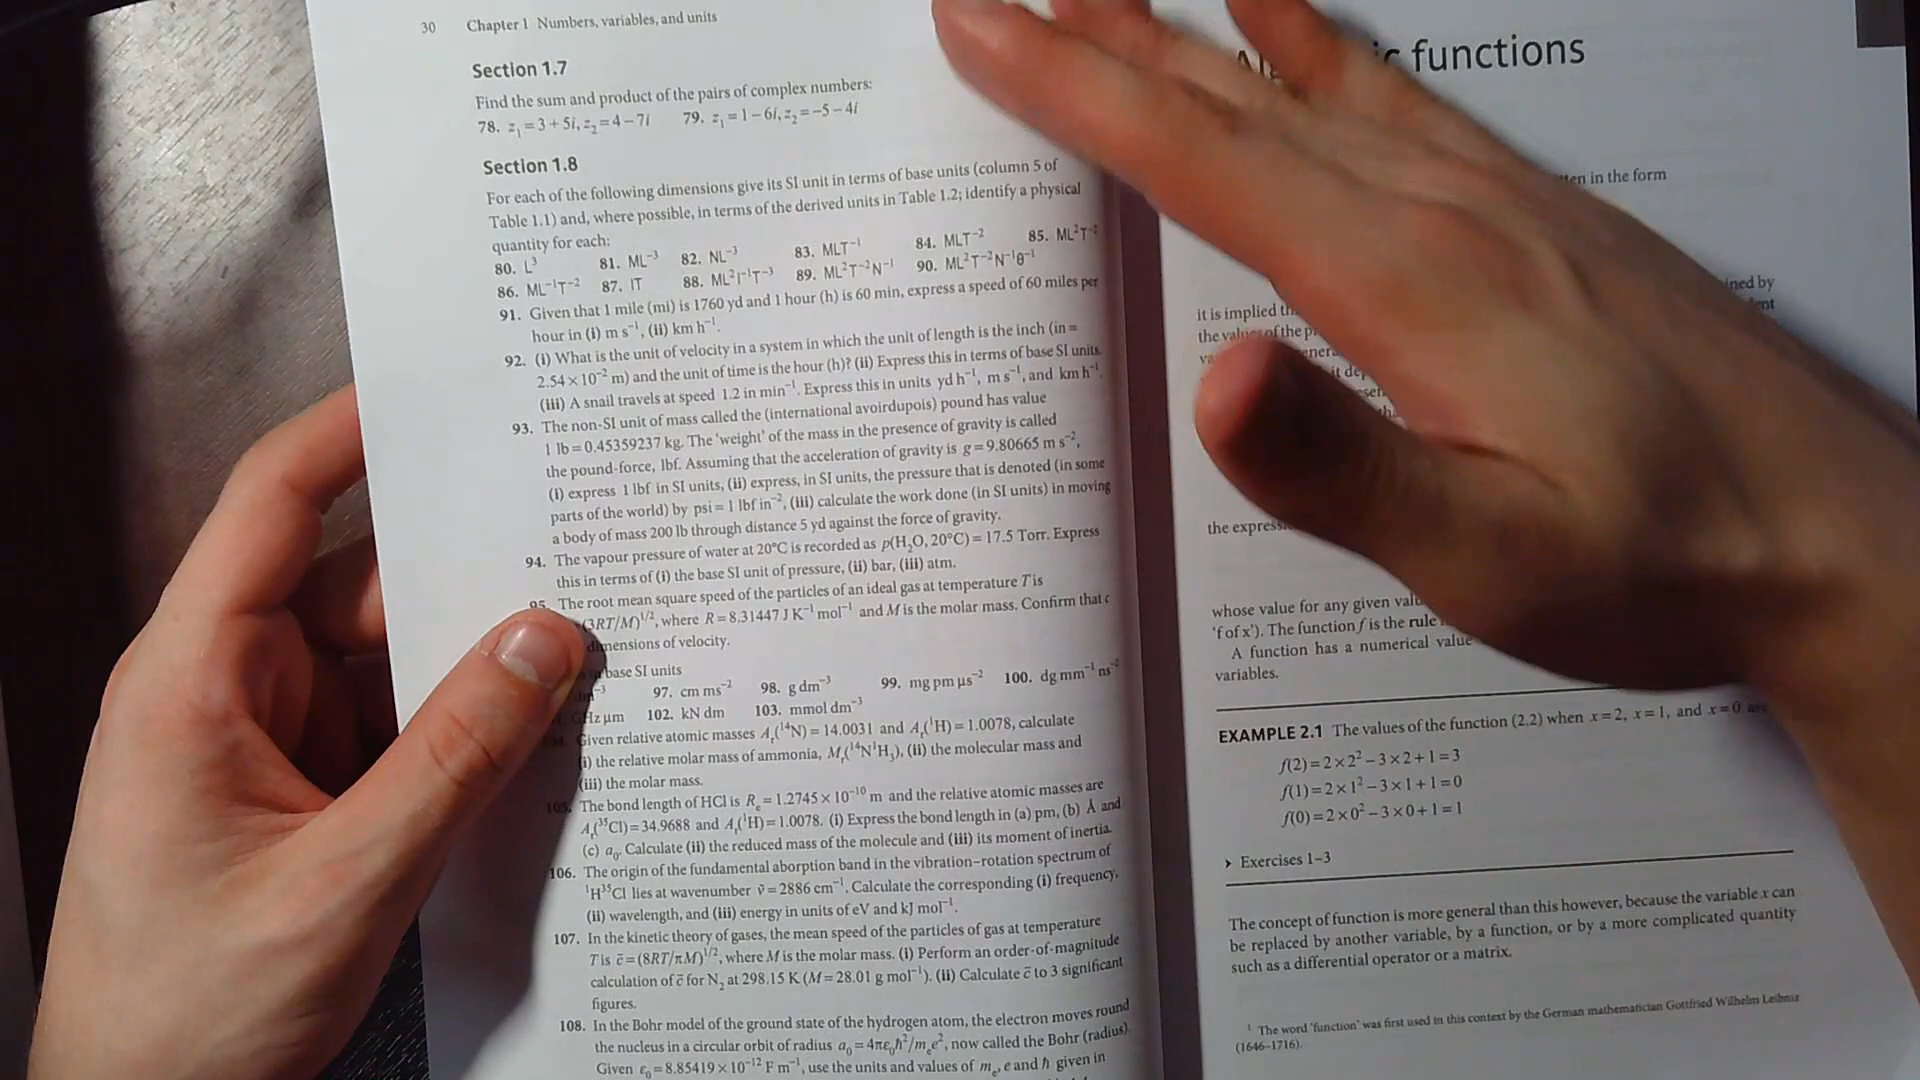 30 Chapter 1 Numbers, variables, and units
Section 1.7
Find the sum and product of the pairs of complex numbers:
78. z₁ = 3 + 5i, z₂ = 4 – 7i 79. z₁ = 1 – 6i, z₂ = –5 – 4i
Section 1.8
For each of the following dimensions give its SI unit in terms of base units (column 5 of
Table 1.1) and, where possible, in terms of the derived units in Table 1.2; identify a physical
quantity for each:
80. L³ 81. ML⁻³ 82. NL⁻³ 83. MLT⁻¹ 84. MLT⁻² 85. ML²T⁻²
86. ML⁻¹T⁻² 87. IT 88. ML²I⁻¹T⁻³ 89. ML²T⁻²N⁻¹ 90. ML²T⁻²N⁻¹θ⁻¹
91. Given that 1 mile (mi) is 1760 yd and 1 hour (h) is 60 min, express a speed of 60 miles per
hour in (i) m s⁻¹, (ii) km h⁻¹.
92. (i) What is the unit of velocity in a system in which the unit of length is the inch (in =
2.54 × 10⁻² m) and the unit of time is the hour (h)? (ii) Express this in terms of base SI units.
(iii) A snail travels at speed 1.2 in min⁻¹. Express this in units yd h⁻¹, m s⁻¹, and km h⁻¹.
93. The non-SI unit of mass called the (international avoirdupois) pound has value
1 lb = 0.45359237 kg. The 'weight' of the mass in the presence of gravity is called
the pound-force, lbf. Assuming that the acceleration of gravity is g = 9.80665 m s⁻²,
(i) express 1 lbf in SI units, (ii) express, in SI units, the pressure that is denoted (in some
parts of the world) by psi = 1 lbf in⁻², (iii) calculate the work done (in SI units) in moving
a body of mass 200 lb through distance 5 yd against the force of gravity.
94. The vapour pressure of water at 20°C is recorded as p(H₂O, 20°C) = 17.5 Torr. Express
this in terms of (i) the base SI unit of pressure, (ii) bar, (iii) atm.
95. The root mean square speed of the particles of an ideal gas at temperature T is
(3RT/M)^1/2, where R = 8.31447 J K⁻¹ mol⁻¹ and M is the molar mass. Confirm that c
dimensions of velocity.
base SI units
97. cm ms⁻² 98. g dm⁻³ 99. mg pm μs⁻² 100. dg mm⁻¹ ns⁻²
GHz μm 102. kN dm 103. mmol dm⁻³
Given relative atomic masses Aᵣ(¹⁴N) = 14.0031 and Aᵣ(¹H) = 1.0078, calculate
(i) the relative molar mass of ammonia, Mᵣ(¹⁴N¹H₃), (ii) the molecular mass and
(iii) the molar mass.
105. The bond length of HCl is Rₑ = 1.2745 × 10⁻¹⁰ m and the relative atomic masses are
Aᵣ(³⁵Cl) = 34.9688 and Aᵣ(¹H) = 1.0078. (i) Express the bond length in (a) pm, (b) Å and
(c) a₀. Calculate (ii) the reduced mass of the molecule and (iii) its moment of inertia.
106. The origin of the fundamental aborption band in the vibration–rotation spectrum of
¹H³⁵Cl lies at wavenumber ṽ = 2886 cm⁻¹. Calculate the corresponding (i) frequency,
(ii) wavelength, and (iii) energy in units of eV and kJ mol⁻¹.
107. In the kinetic theory of gases, the mean speed of the particles of gas at temperature
T is c̄ = (8RT/πM)^1/2, where M is the molar mass. (i) Perform an order-of-magnitude
calculation of c̄ for N₂ at 298.15 K (M = 28.01 g mol⁻¹). (ii) Calculate c̄ to 3 significant
figures.
108. In the Bohr model of the ground state of the hydrogen atom, the electron moves round
the nucleus in a circular orbit of radius a₀ = 4πε₀ħ²/mₑe², now called the Bohr (radius).
Given ε₀ = 8.85419 × 10⁻¹² F m⁻¹, use the units and values of mₑ, e and ħ given in
functions
in the form
by
it is implied
the values of the
the
whose value for any given
'f of x'). The function f is the rule
A function has a numerical value
variables.
EXAMPLE 2.1 The values of the function (2.2) when x = 2, x = 1, and x = 0 are
f(2) = 2 × 2² – 3 × 2 + 1 = 3
f(1) = 2 × 1² – 3 × 1 + 1 = 0
f(0) = 2 × 0² – 3 × 0 + 1 = 1
› Exercises 1–3
The concept of function is more general than this however, because the variable x can
be replaced by another variable, by a function, or by a more complicated quantity
such as a differential operator or a matrix.
¹ The word 'function' was first used in this context by the German mathematician Gottfried Wilhelm Leibniz
(1646–1716).